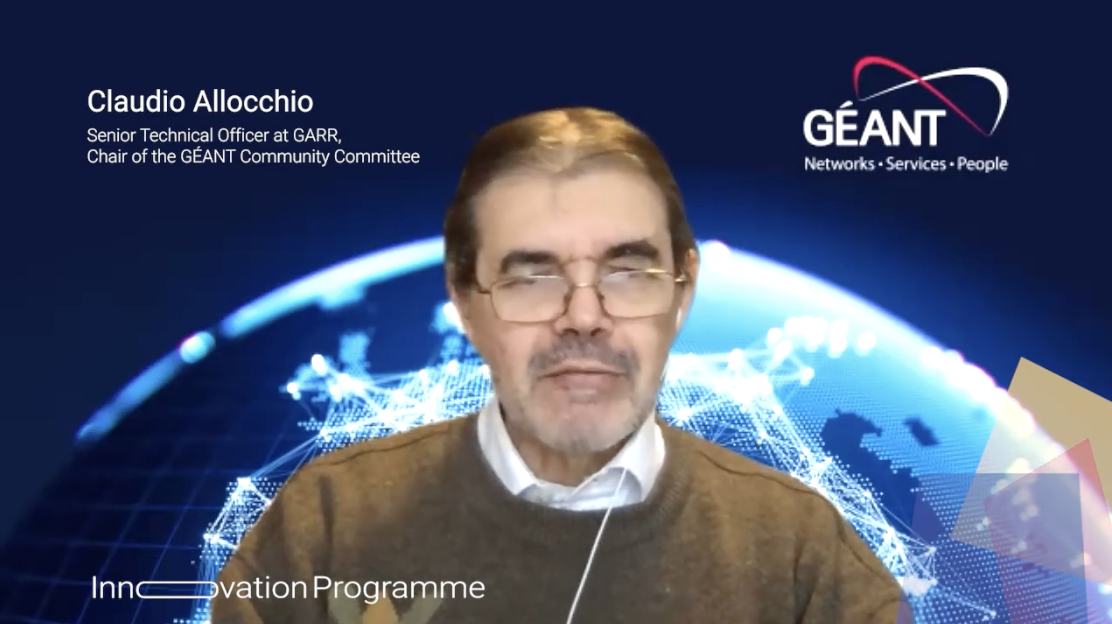 Claudio Allocchio
Senior Technical Officer at GARR,
Chair of the GÉANT Community Committee
GÉANT
Networks • Services • People
Innovation Programme